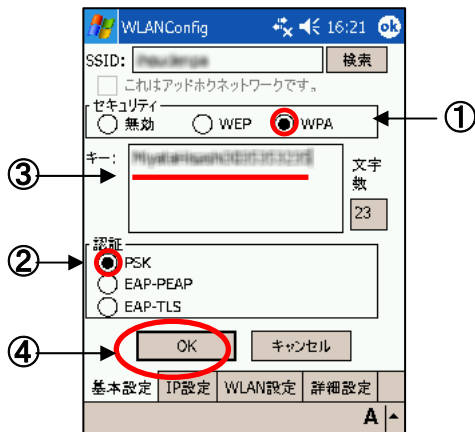 WLANConfig 16:21 ok
SSID: 検索
これはアッドホクネットワークです。
セキュリティ
無効 WEP WPA
①
キー:
文字数
23
③
認証
②
PSK
EAP-PEAP
EAP-TLS
④
OK キャンセル
基本設定 IP設定 WLAN設定 詳細設定
A